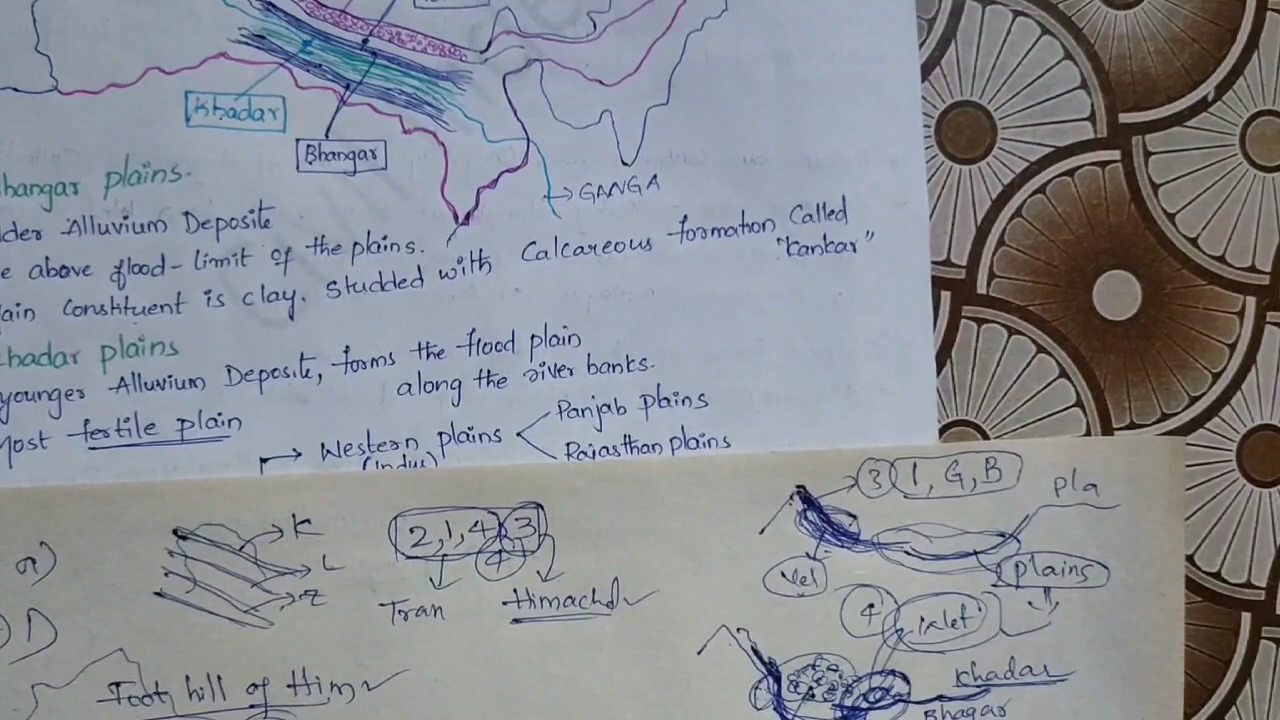 Khadar
Bhangar
GANGA
hangar plains.
lder Alluvium Deposite
e above flood-limit of the plains.
ain constituent is clay. Studded with Calcareous formation Called "kankar"
hadar plains
younger Alluvium Deposite, forms the flood plain
along the river banks.
Most fertile plain
Western plains
(Indus)
Panjab plains
Rajasthan plains
3 1, G, B
pla
K
L
Z
2, 1, 4, 3
4
Tran
Himachal
Vel
plains
4
inlet
D
Foot hill of Him
Khadar
Bhagar